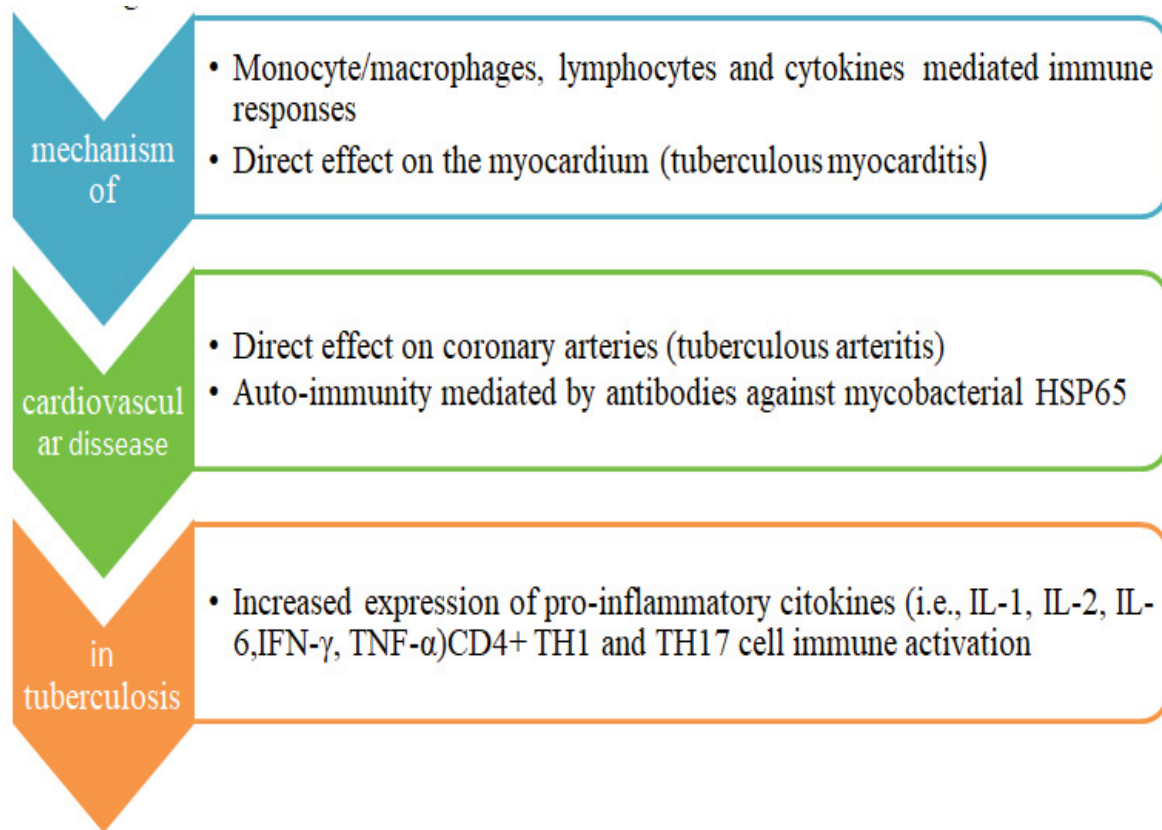 mechanism
of
• Monocyte/macrophages, lymphocytes and cytokines mediated immune
responses
• Direct effect on the myocardium (tuberculous myocarditis)
cardiovascul
ar dissease
• Direct effect on coronary arteries (tuberculous arteritis)
• Auto-immunity mediated by antibodies against mycobacterial HSP65
in
tuberculosis
• Increased expression of pro-inflammatory citokines (i.e., IL-1, IL-2, IL-
6,IFN-γ, TNF-α)CD4+ TH1 and TH17 cell immune activation